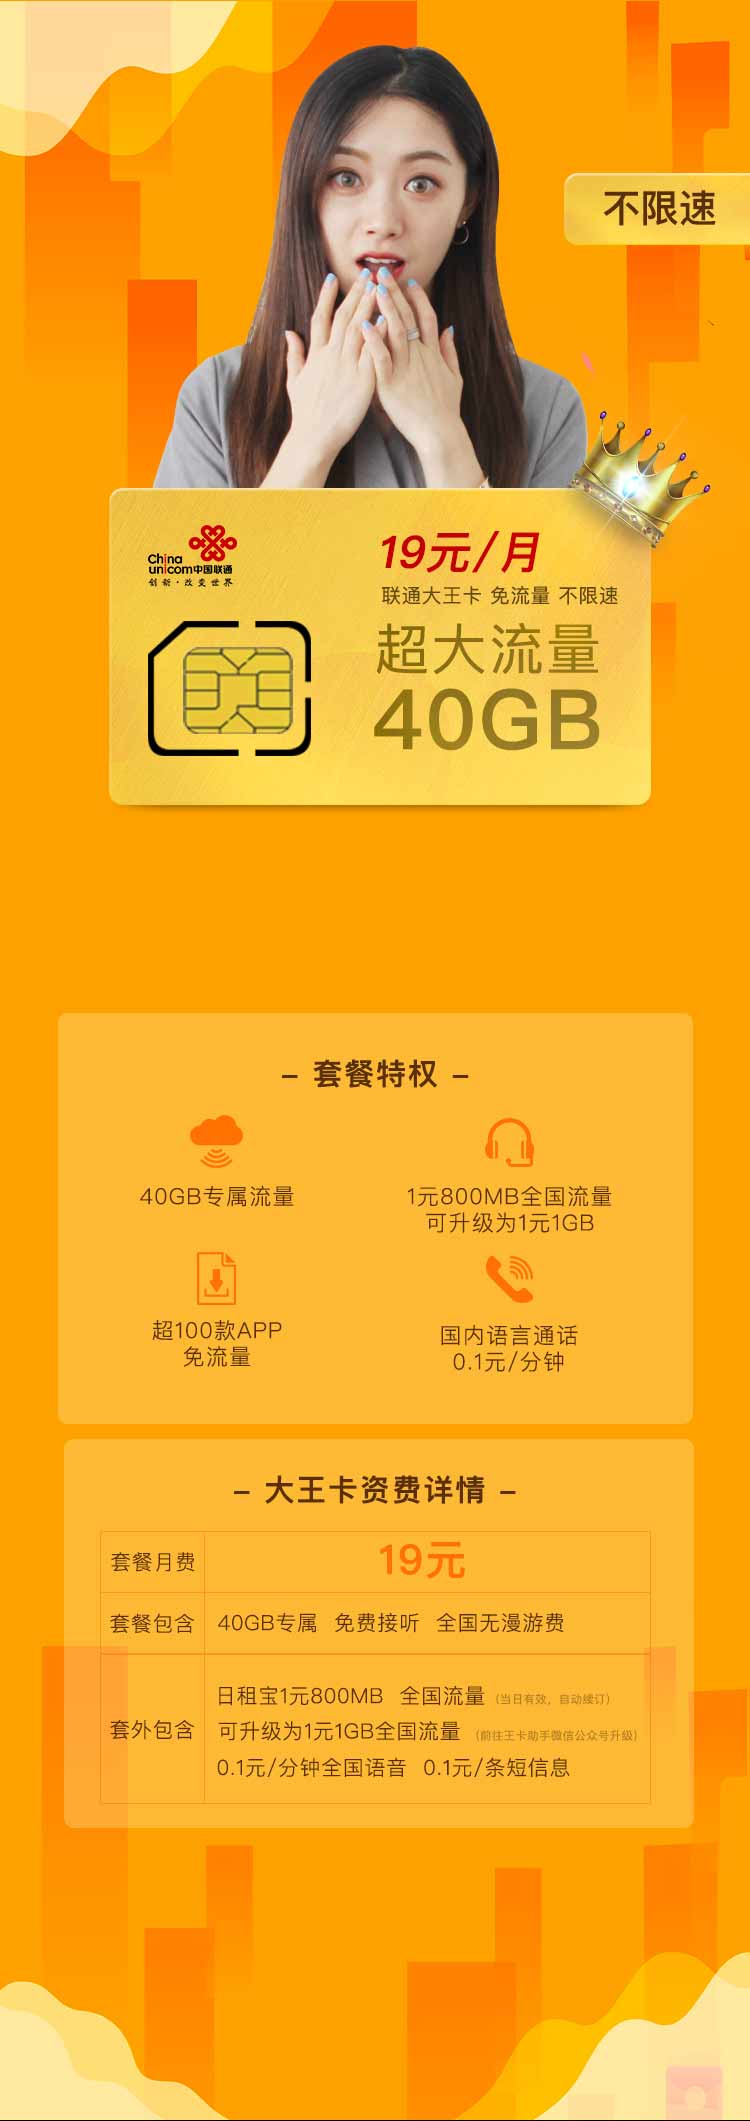 不限速
China
unicom中国联通
创新·改变世界
19元/月
联通大王卡 免流量 不限速
超大流量
40GB
– 套餐特权 –
40GB专属流量
1元800MB全国流量
可升级为1元1GB
超100款APP
免流量
国内语言通话
0.1元/分钟
– 大王卡资费详情 –
套餐月费 19元
套餐包含 40GB专属 免费接听 全国无漫游费
套外包含
日租宝1元800MB 全国流量 (当日有效，自动续订)
可升级为1元1GB全国流量 (前往王卡助手微信公众号升级)
0.1元/分钟全国语音 0.1元/条短信息